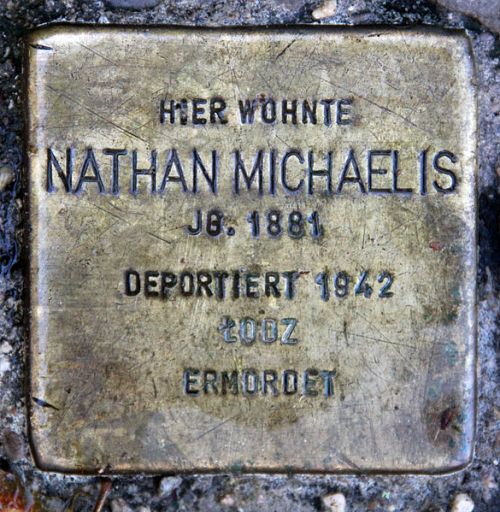 HIER WOHNTE
NATHAN MICHAELIS
JG. 1881
DEPORTIERT 1942
ŁODZ
ERMORDET